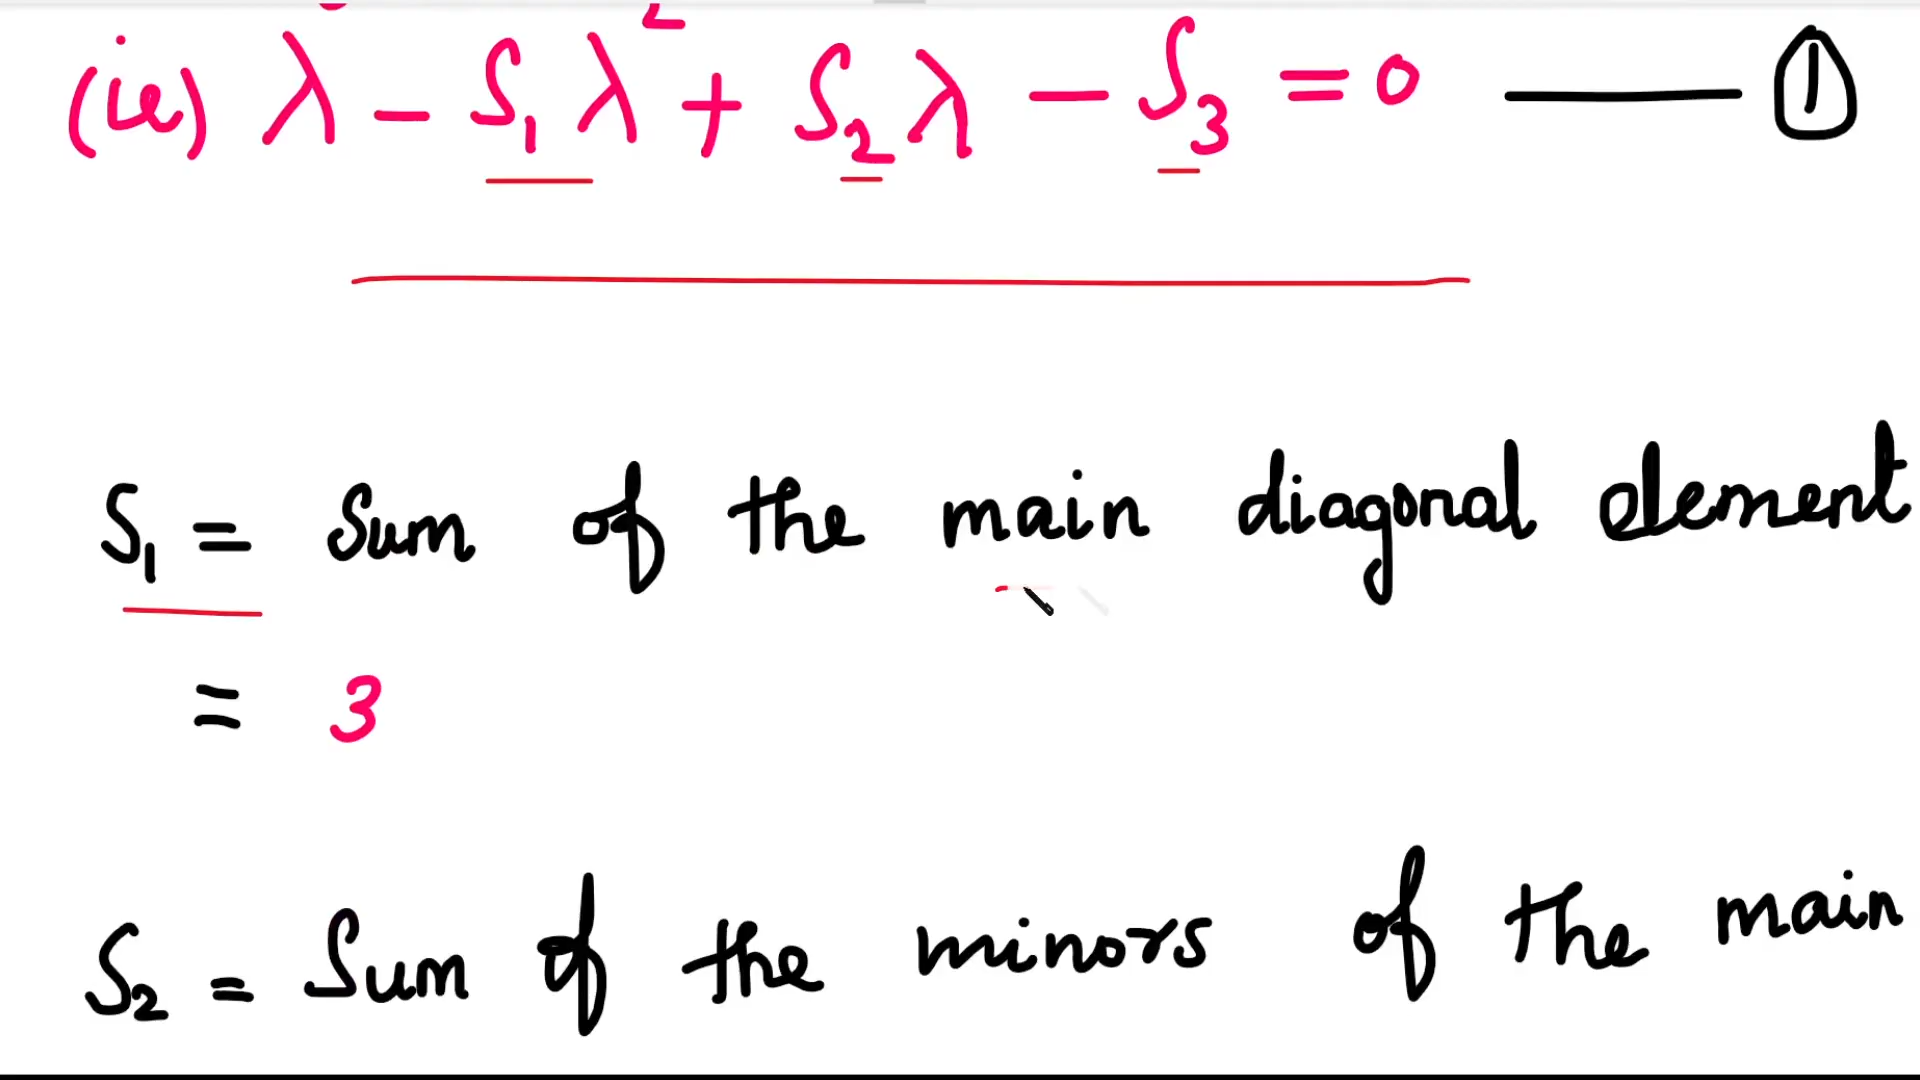 (ie) λ - S₁λ² + S₂λ - S₃ = 0 —— ①
S₁ = Sum of the main diagonal element
= 3
S₂ = Sum of the minors of the main